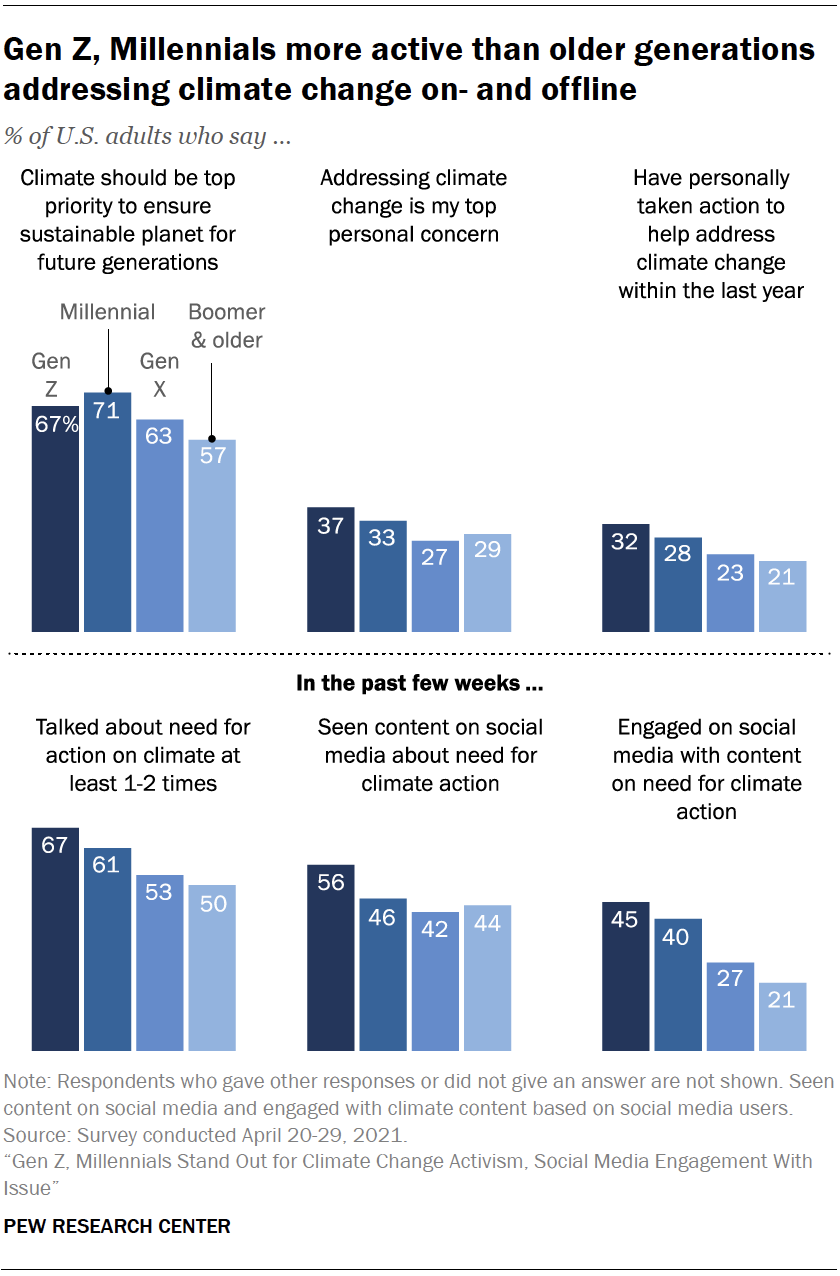 Gen Z, Millennials more active than older generations
addressing climate change on- and offline
% of U.S. adults who say ...
Climate should be top
priority to ensure
sustainable planet for
future generations
Addressing climate
change is my top
personal concern
Have personally
taken action to
help address
climate change
within the last year
Millennial
Boomer
& older
Gen
Z
Gen
X
67%
71
63
57
37
33
27
29
32
28
23
21
In the past few weeks ...
Talked about need for
action on climate at
least 1-2 times
Seen content on social
media about need for
climate action
Engaged on social
media with content
on need for climate
action
67
61
53
50
56
46
42
44
45
40
27
21
Note: Respondents who gave other responses or did not give an answer are not shown. Seen
content on social media and engaged with climate content based on social media users.
Source: Survey conducted April 20-29, 2021.
“Gen Z, Millennials Stand Out for Climate Change Activism, Social Media Engagement With
Issue”
PEW RESEARCH CENTER